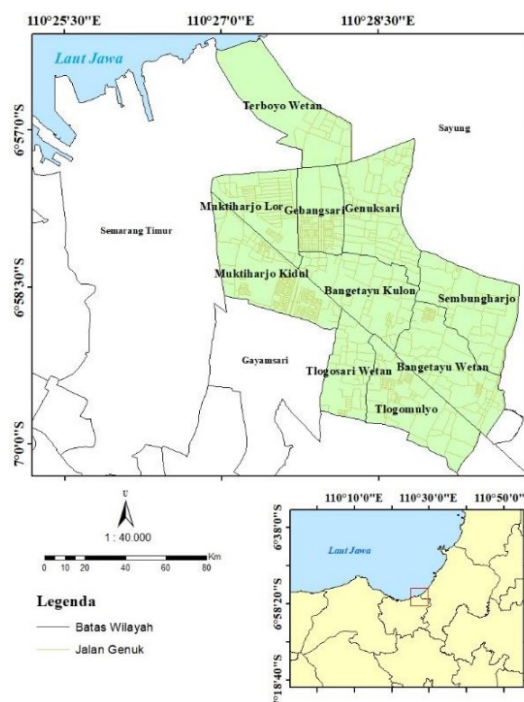 110°25'30"E 110°27'0"E 110°28'30"E
Laut Jawa
Terboyo Wetan
6°57'0"S
Sayung
Muktiharjo Lor
Gebangsari
Genuksari
Semarang Timur
Muktiharjo Kidul
6°58'30"S
Bangetayu Kulon
Sembungharjo
Gayamsari
Tlogosari Wetan
Bangetayu Wetan
Tlogomulyo
7°0'0"S
U
1 : 40.000
0 5 10 20 40 60 80 Km
Legenda
Batas Wilayah
Jalan Genuk
110°10'0"E 110°30'0"E 110°50'0"E
6°38'0"S
Laut Jawa
6°58'20"S
18'40"S